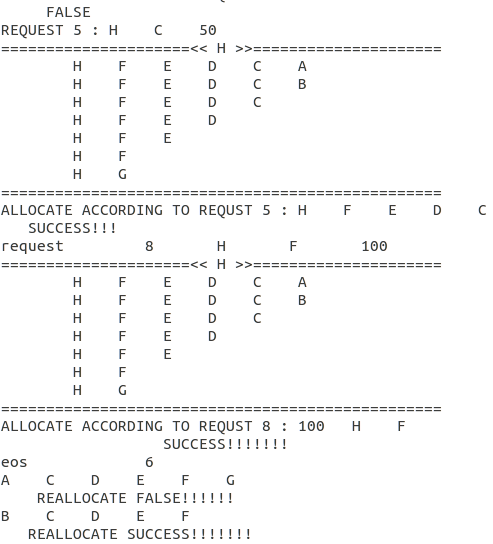 FALSE
REQUEST 5 : H    C    50
=====================<< H >>=====================
        H    F    E    D    C    A
        H    F    E    D    C    B
        H    F    E    D    C
        H    F    E    D
        H    F    E
        H    F
        H    G
=================================================
ALLOCATE ACCORDING TO REQUST 5 : H    F    E    D    C
   SUCCESS!!!
request         8       H       F       100
=====================<< H >>=====================
        H    F    E    D    C    A
        H    F    E    D    C    B
        H    F    E    D    C
        H    F    E    D
        H    F    E
        H    F
        H    G
=================================================
ALLOCATE ACCORDING TO REQUST 8 : 100   H    F
                  SUCCESS!!!!!!!
eos             6
A    C    D    E    F    G
    REALLOCATE FALSE!!!!!!
B    C    D    E    F
   REALLOCATE SUCCESS!!!!!!!